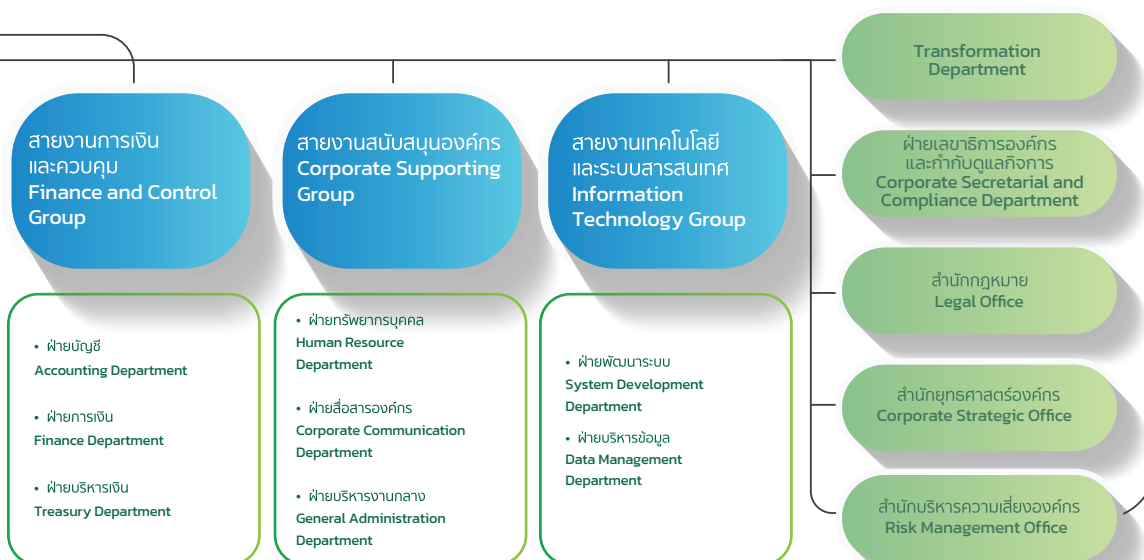 สายงานการเงิน
และควบคุม
Finance and Control
Group
สายงานสนับสนุนองค์กร
Corporate Supporting
Group
สายงานเทคโนโลยี
และระบบสารสนเทศ
Information
Technology Group
• ฝ่ายบัญชี
Accounting Department
• ฝ่ายการเงิน
Finance Department
• ฝ่ายบริหารเงิน
Treasury Department
• ฝ่ายทรัพยากรบุคคล
Human Resource
Department
• ฝ่ายสื่อสารองค์กร
Corporate Communication
Department
• ฝ่ายบริหารงานกลาง
General Administration
Department
• ฝ่ายพัฒนาระบบ
System Development
Department
• ฝ่ายบริหารข้อมูล
Data Management
Department
Transformation
Department
ฝ่ายเลขาธิการองค์กร
และกำกับดูแลกิจการ
Corporate Secretarial and
Compliance Department
สำนักกฎหมาย
Legal Office
สำนักยุทธศาสตร์องค์กร
Corporate Strategic Office
สำนักบริหารความเสี่ยงองค์กร
Risk Management Office